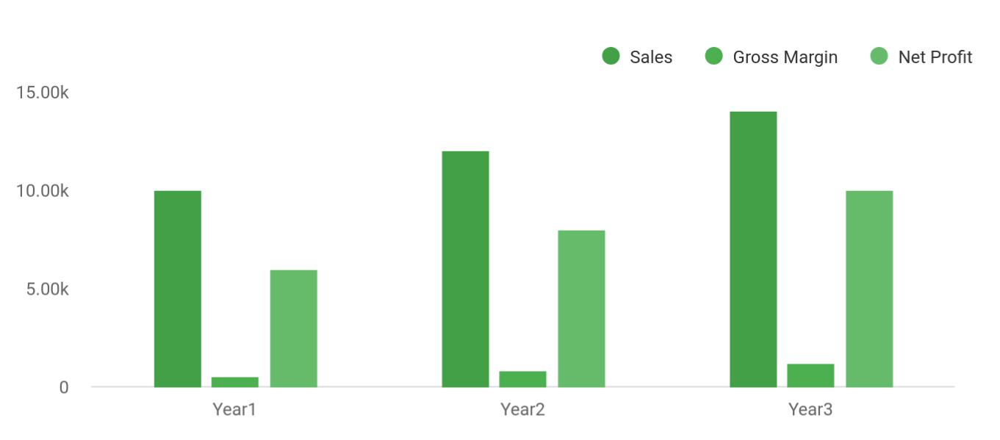 Sales Gross Margin Net Profit
15.00k
10.00k
5.00k
0
Year1 Year2 Year3